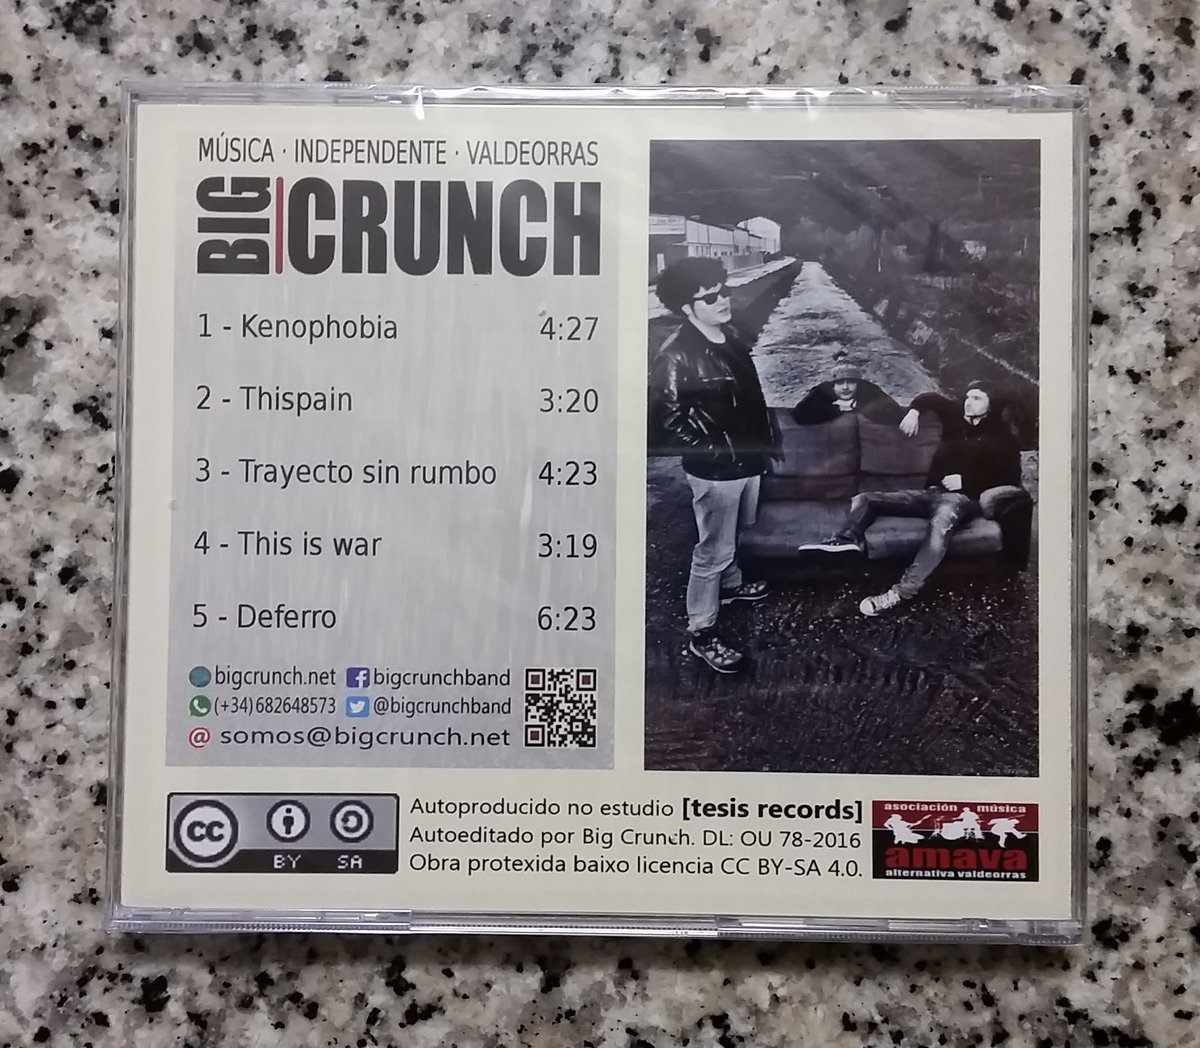 MÚSICA · INDEPENDENTE · VALDEORRAS
BIG CRUNCH
1 - Kenophobia 4:27
2 - Thispain 3:20
3 - Trayecto sin rumbo 4:23
4 - This is war 3:19
5 - Deferro 6:23
bigcrunch.net bigcrunchband
(+34)682648573 @bigcrunchband
@ somos@bigcrunch.net
cc
BY SA
Autoproducido no estudio [tesis records]
Autoeditado por Big Crunch. DL: OU 78-2016
Obra protexida baixo licencia CC BY-SA 4.0.
asociación música
amava
alternativa valdeorras